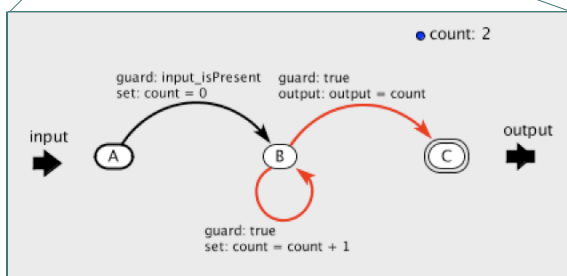 count: 2
guard: input_isPresent
set: count = 0
guard: true
output: output = count
input
output
A
B
C
guard: true
set: count = count + 1